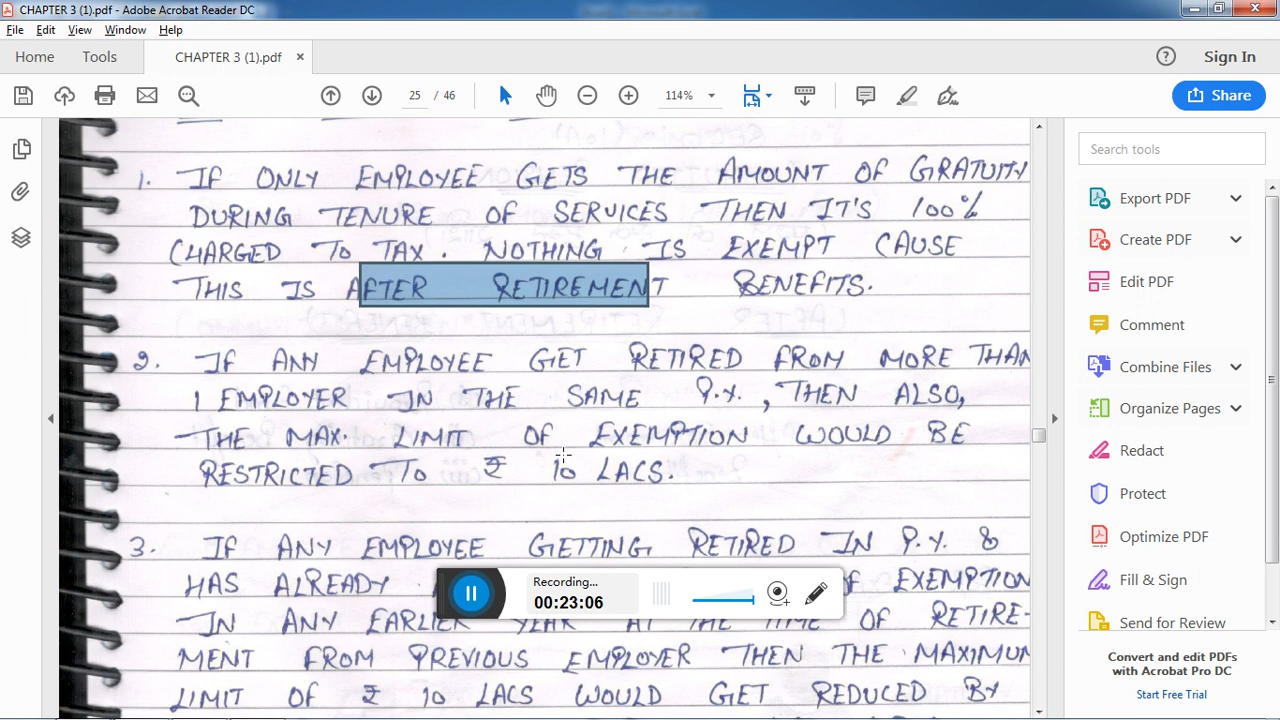 CHAPTER 3 (1).pdf - Adobe Acrobat Reader DC
File Edit View Window Help
Home Tools CHAPTER 3 (1).pdf × Sign In
25 / 46 114% Share
1. IF ONLY EMPLOYEE GETS THE AMOUNT OF GRATUITY
DURING TENURE OF SERVICES THEN IT'S 100%
CHARGED TO TAX. NOTHING IS EXEMPT CAUSE
THIS IS AFTER RETIREMENT BENEFITS.
2. IF ANY EMPLOYEE GET RETIRED FROM MORE THAN
1 EMPLOYER IN THE SAME P.Y., THEN ALSO,
THE MAX. LIMIT OF EXEMPTION WOULD BE
RESTRICTED TO ₹ 10 LACS.
3. IF ANY EMPLOYEE GETTING RETIRED IN P.Y. &
HAS ALREADY OF EXEMPTION
IN ANY EARLIER YEAR AT THE TIME OF RETIRE-
MENT FROM PREVIOUS EMPLOYER THEN THE MAXIMUM
LIMIT OF ₹ 10 LACS WOULD GET REDUCED BY
Recording...
00:23:06
Search tools
Export PDF
Create PDF
Edit PDF
Comment
Combine Files
Organize Pages
Redact
Protect
Optimize PDF
Fill & Sign
Send for Review
Convert and edit PDFs
with Acrobat Pro DC
Start Free Trial